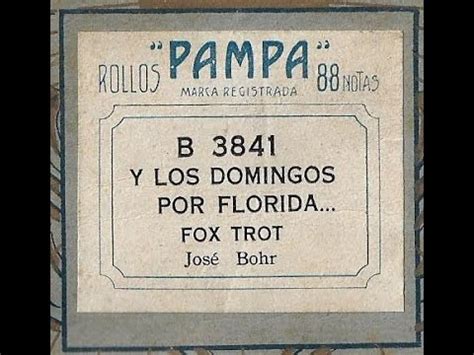 ROLLOS "PAMPA" 88 NOTAS
MARCA REGISTRADA
B 3841
Y LOS DOMINGOS
POR FLORIDA...
FOX TROT
José Bohr